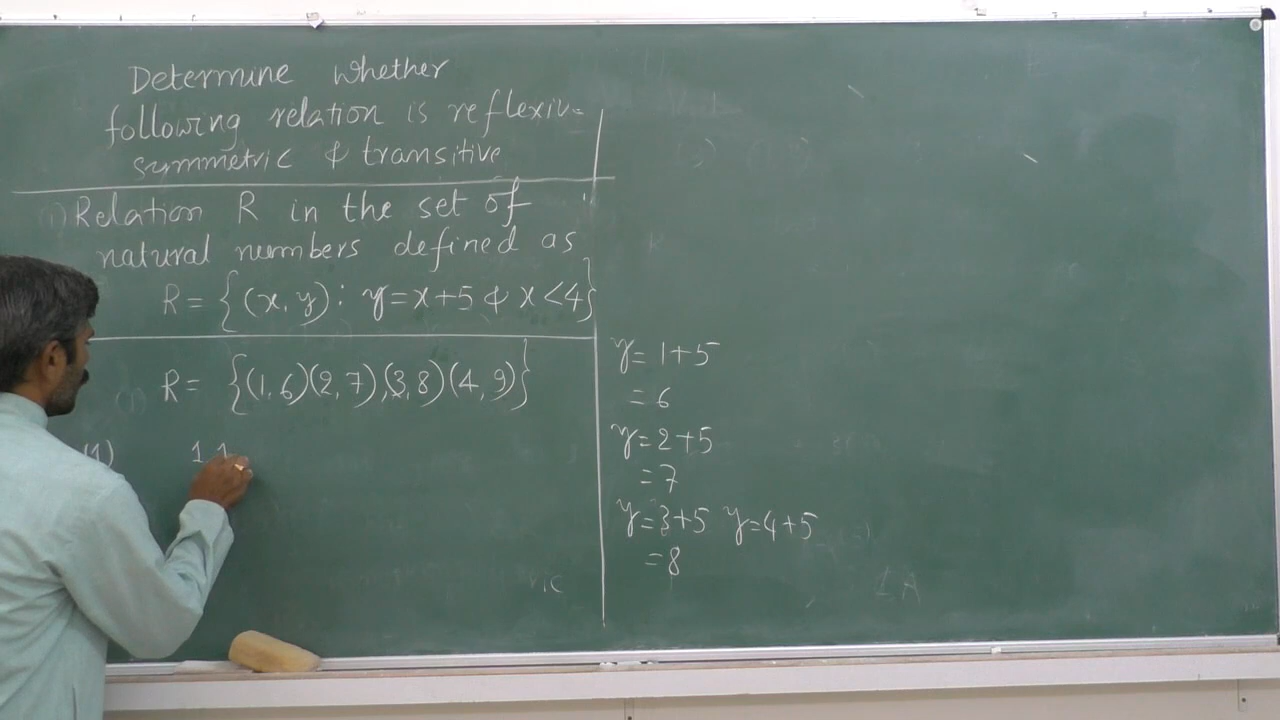 Determine whether
following relation is reflexiv-
symmetric & transitive
(i) Relation R in the set of
natural numbers defined as
R = {(x, y) : y = x + 5 & x < 4}
R = {(1, 6)(2, 7),(3, 8)(4, 9)}
(1) 1 1
y = 1+5
= 6
y = 2+5
= 7
y = 3+5 y = 4+5
= 8